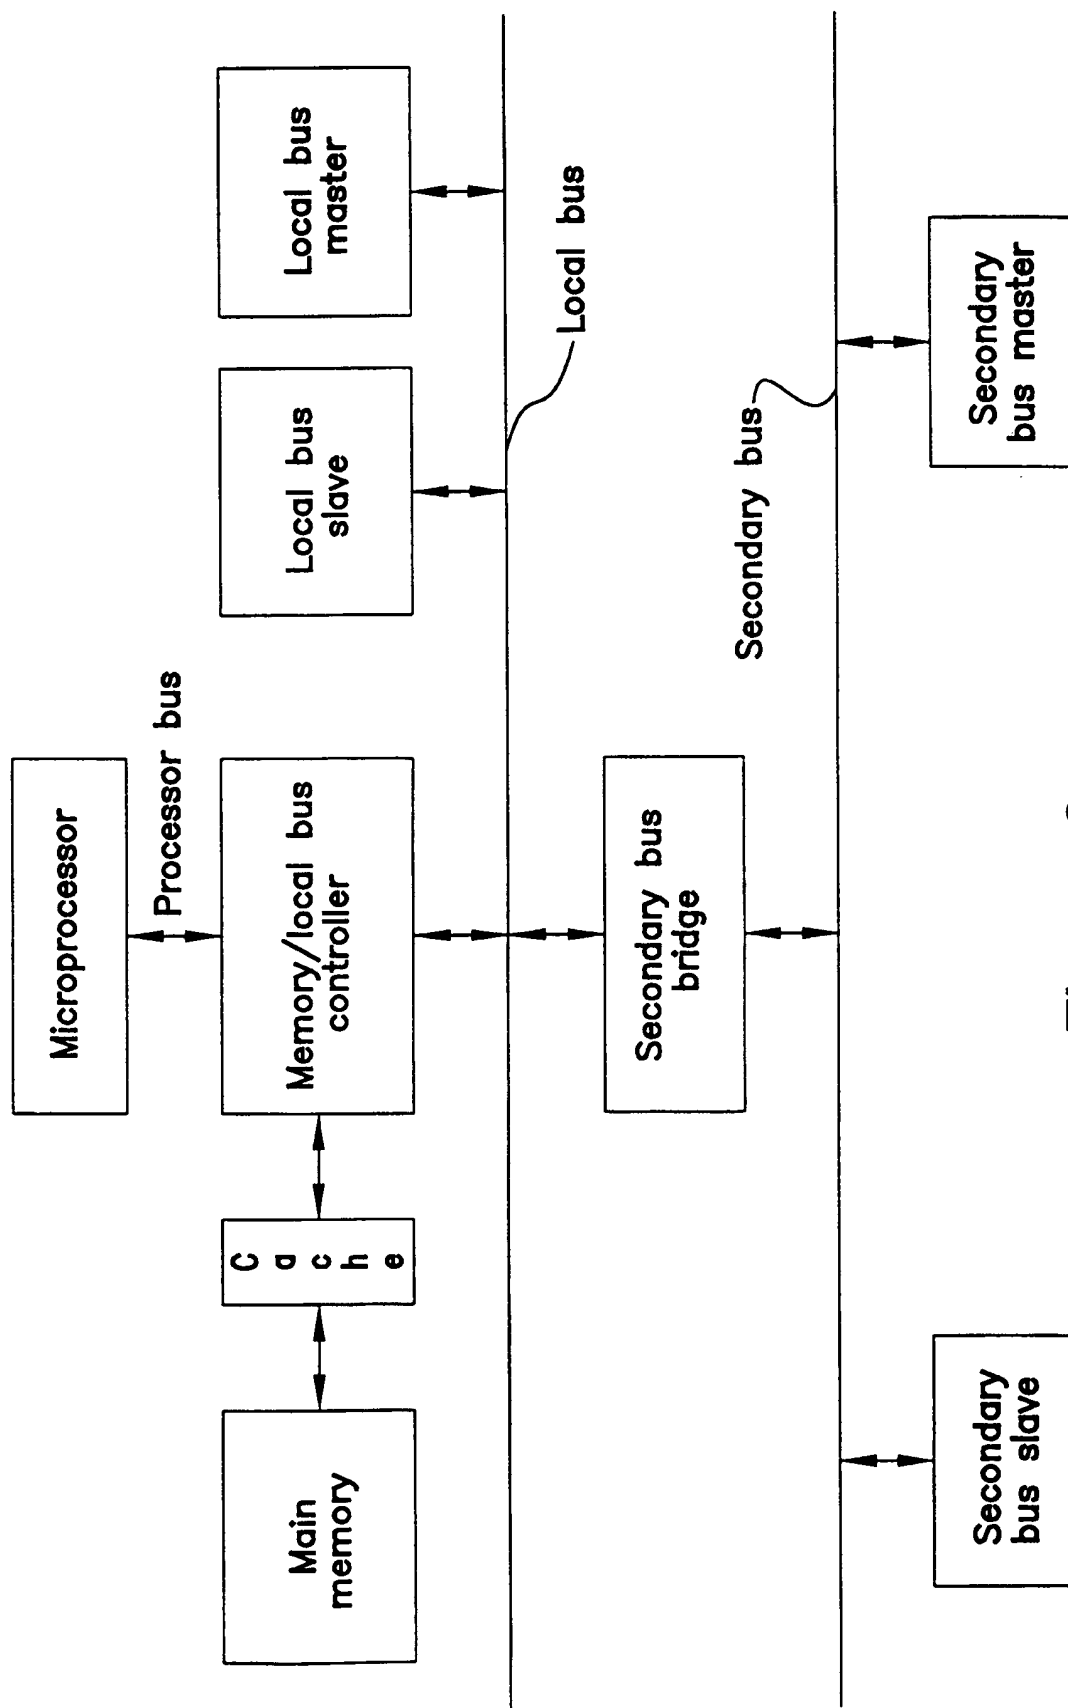 Microprocessor
Processor bus
Main
memory
C
a
c
h
e
Memory/local bus
controller
Local bus
slave
Local bus
master
Local bus
Secondary bus
bridge
Secondary bus
Secondary
bus slave
Secondary
bus master